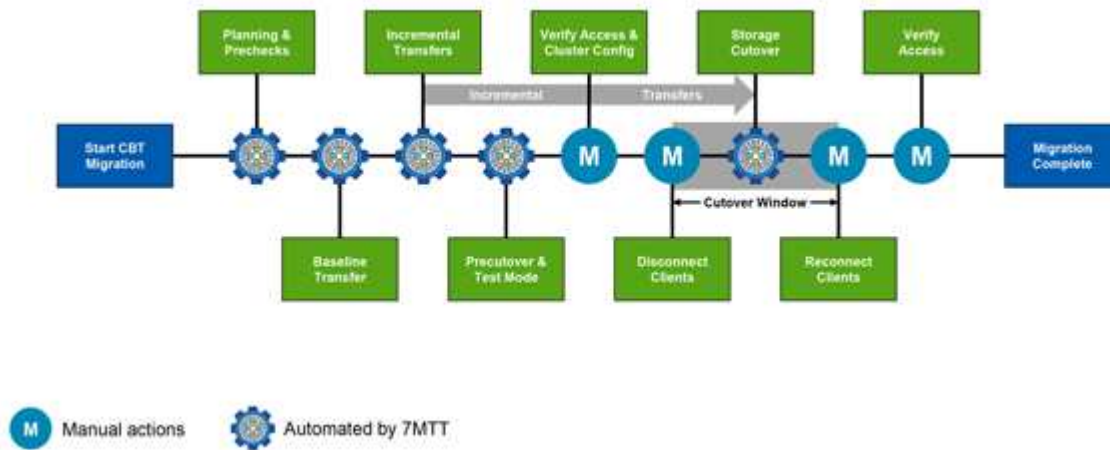 Planning &
Prechecks
Incremental
Transfers
Verify Access &
Cluster Config
Storage
Cutover
Verify
Access
Incremental Transfers
Start CBT
Migration
M
M
M
M
Migration
Complete
Cutover Window
Baseline
Transfer
Precutover &
Test Mode
Disconnect
Clients
Reconnect
Clients
M Manual actions
Automated by 7MTT